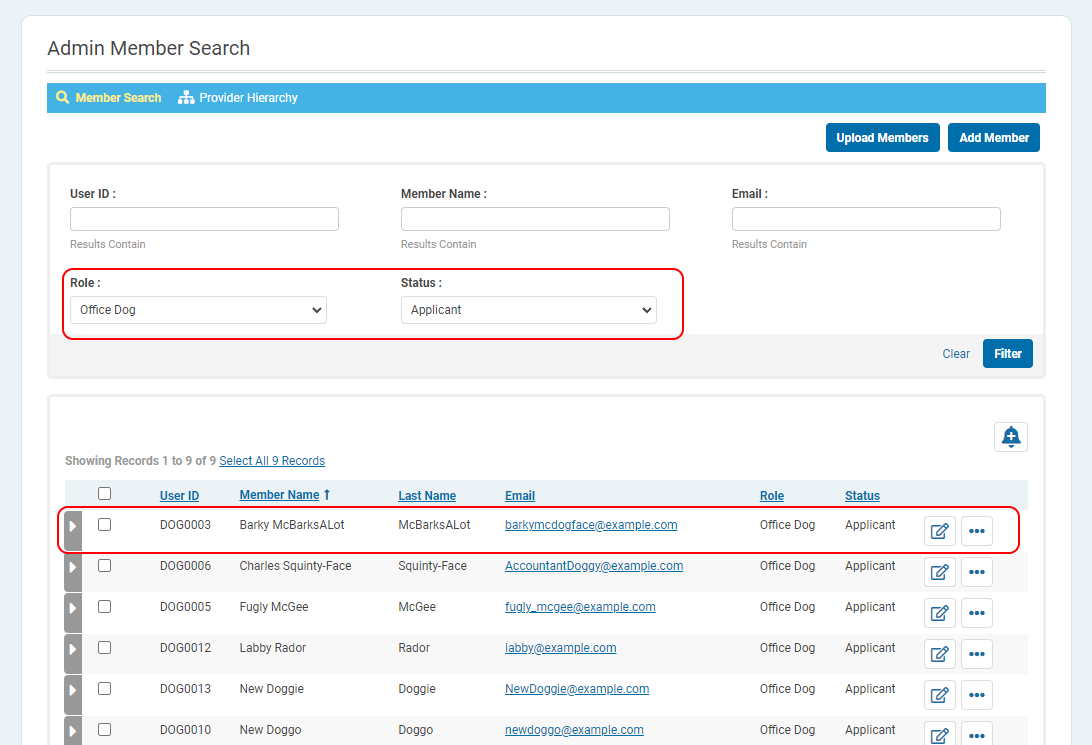 Admin Member Search
Member Search Provider Hierarchy
Upload Members Add Member
User ID : Member Name : Email :
Results Contain Results Contain Results Contain
Role : Status :
Office Dog Applicant
Clear Filter
Showing Records 1 to 9 of 9 Select All 9 Records
User ID Member Name ↑ Last Name Email Role Status
DOG0003 Barky McBarksALot McBarksALot barkymcdogface@example.com Office Dog Applicant
DOG0006 Charles Squinty-Face Squinty-Face AccountantDoggy@example.com Office Dog Applicant
DOG0005 Fugly McGee McGee fugly_mcgee@example.com Office Dog Applicant
DOG0012 Labby Rador Rador labby@example.com Office Dog Applicant
DOG0013 New Doggie Doggie NewDoggie@example.com Office Dog Applicant
DOG0010 New Doggo Doggo newdoggo@example.com Office Dog Applicant